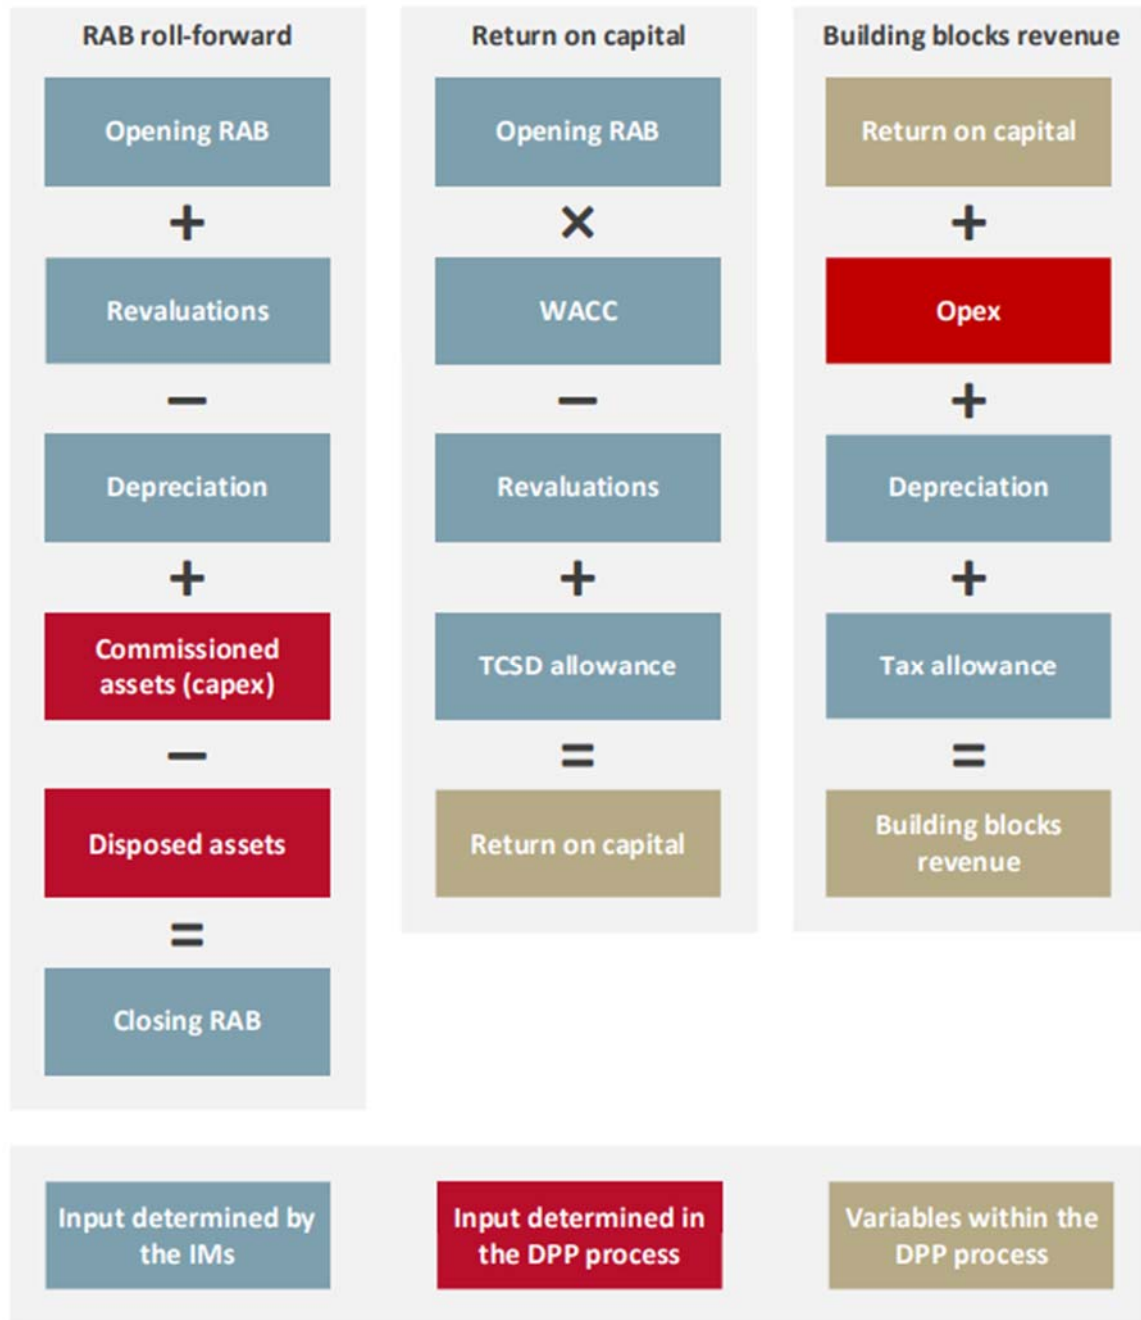 RAB roll-forward
Opening RAB
+
Revaluations
−
Depreciation
+
Commissioned
assets (capex)
−
Disposed assets
=
Closing RAB
Return on capital
Opening RAB
×
WACC
−
Revaluations
+
TCSD allowance
=
Return on capital
Building blocks revenue
Return on capital
+
Opex
+
Depreciation
+
Tax allowance
=
Building blocks
revenue
Input determined by
the IMs
Input determined in
the DPP process
Variables within the
DPP process